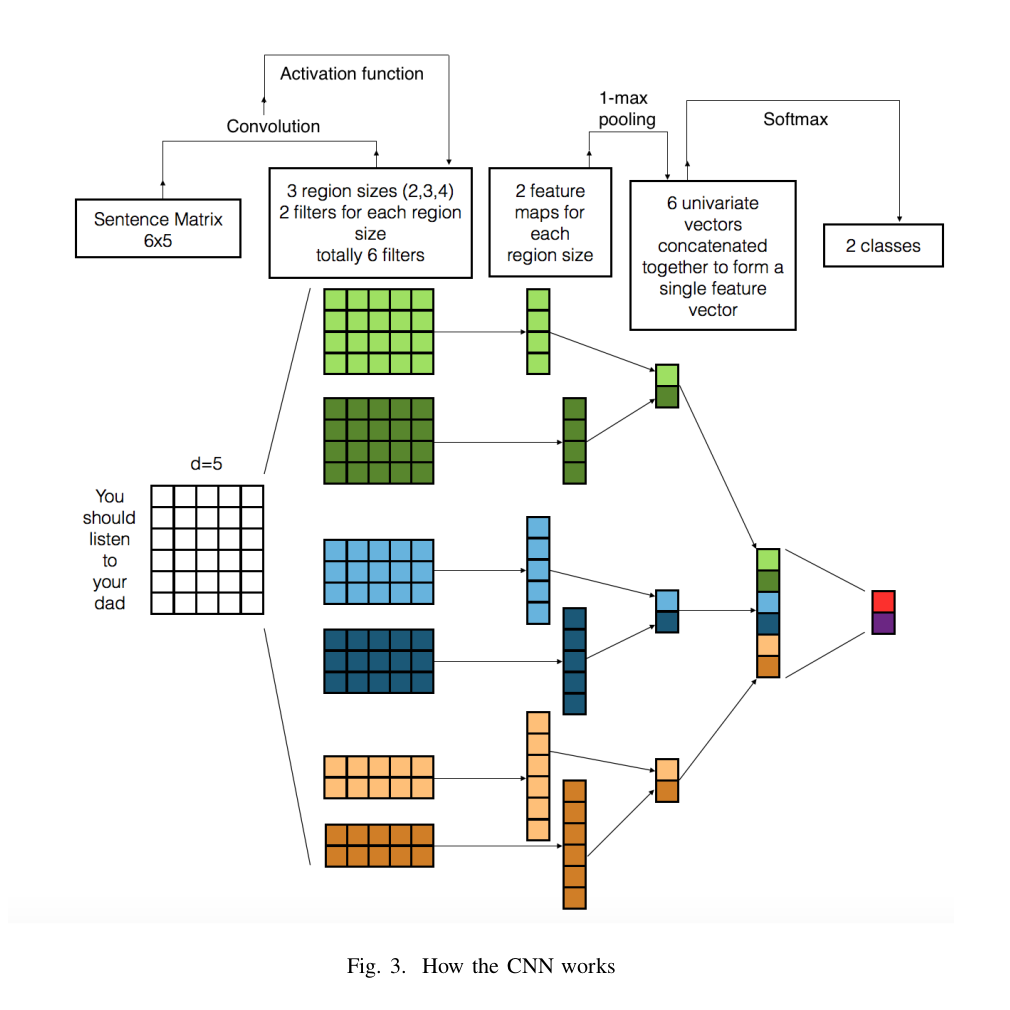 Activation function
Convolution
1-max
pooling
Softmax
Sentence Matrix
6x5
3 region sizes (2,3,4)
2 filters for each region
size
totally 6 filters
2 feature
maps for
each
region size
6 univariate
vectors
concatenated
together to form a
single feature
vector
2 classes
d=5
You
should
listen
to
your
dad
Fig. 3. How the CNN works